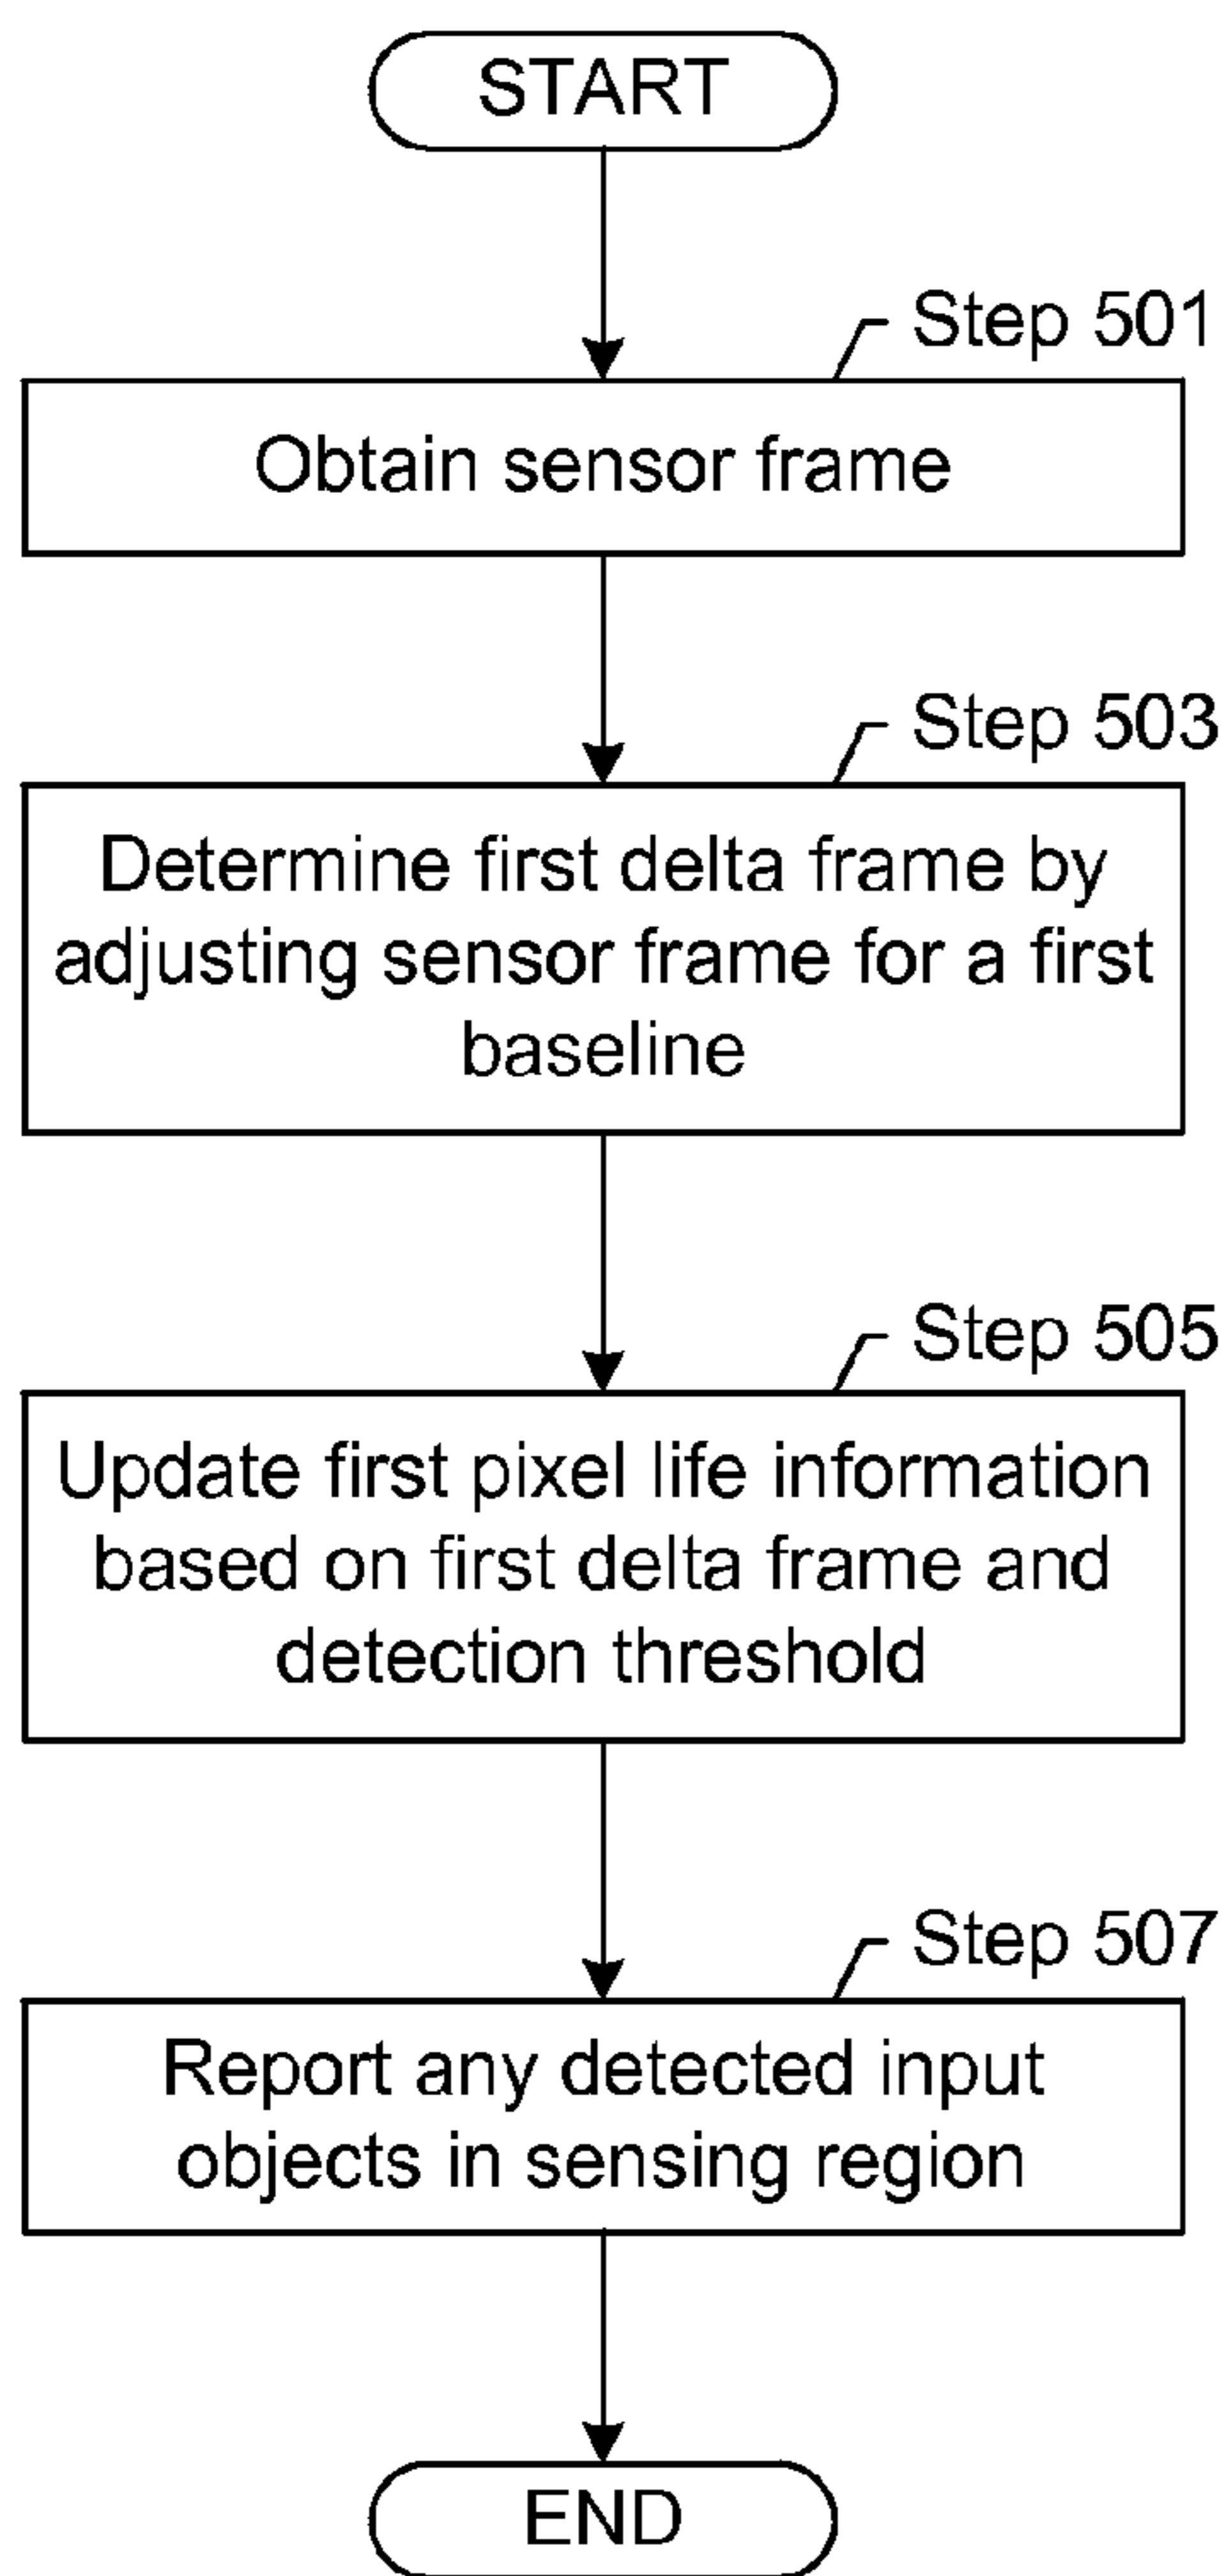 START
Step 501
Obtain sensor frame
Step 503
Determine first delta frame by
adjusting sensor frame for a first
baseline
Step 505
Update first pixel life information
based on first delta frame and
detection threshold
Step 507
Report any detected input
objects in sensing region
END